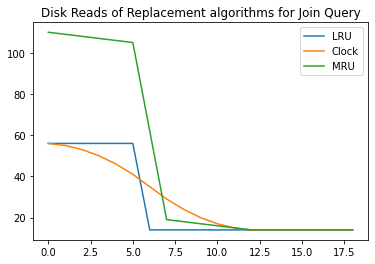 Disk Reads of Replacement algorithms for Join Query
LRU
Clock
MRU
100
80
60
40
20
0.0 2.5 5.0 7.5 10.0 12.5 15.0 17.5